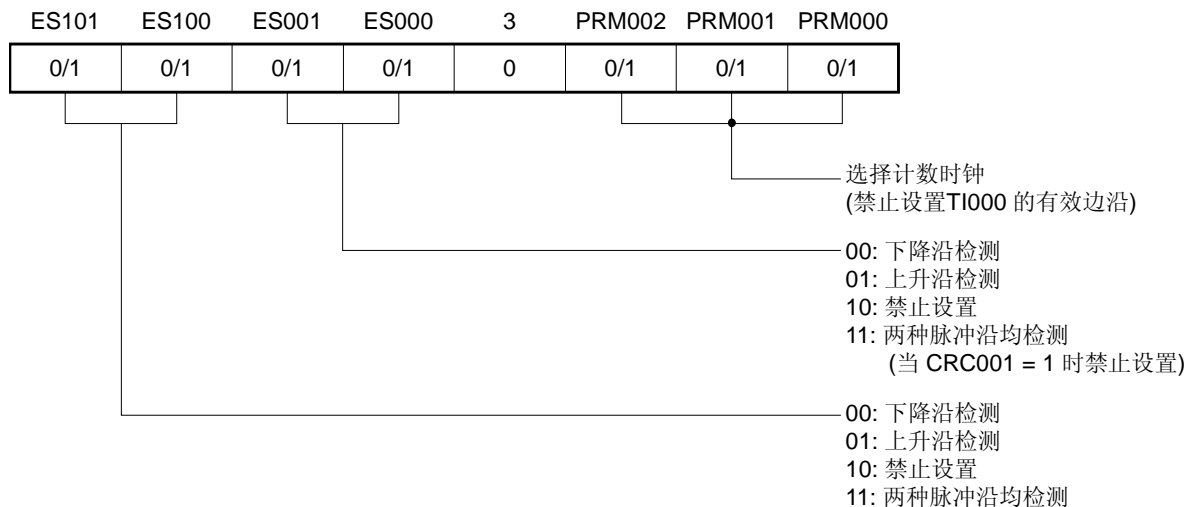 ES101 ES100 ES001 ES000 3 PRM002 PRM001 PRM000
0/1 0/1 0/1 0/1 0 0/1 0/1 0/1
选择计数时钟
(禁止设置TI000 的有效边沿)
00: 下降沿检测
01: 上升沿检测
10: 禁止设置
11: 两种脉冲沿均检测
(当 CRC001 = 1 时禁止设置)
00: 下降沿检测
01: 上升沿检测
10: 禁止设置
11: 两种脉冲沿均检测